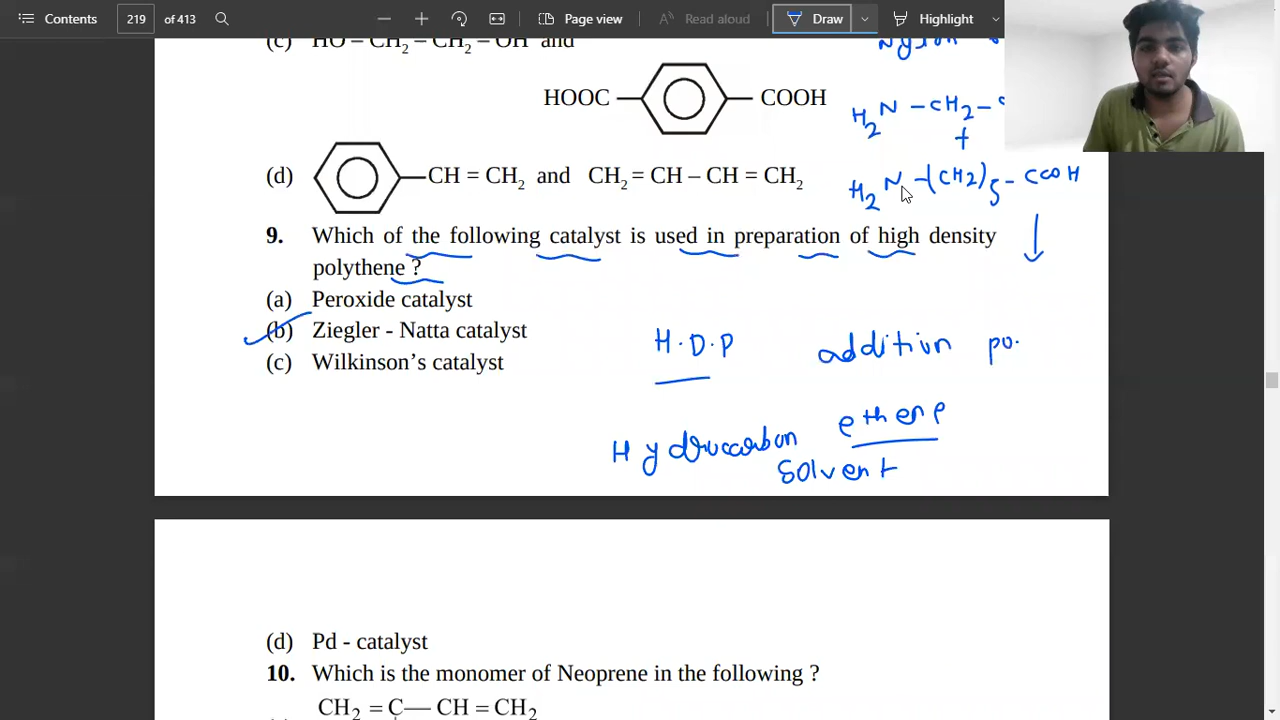 Contents 219 of 413 Page view Read aloud Draw Highlight
(c) HO – CH2 – CH2 – OH and
Nylon
HOOC COOH
H2N – CH2 –
+
(d) CH = CH2 and CH2 = CH – CH = CH2
H2N –(CH2)5 – COOH
9. Which of the following catalyst is used in preparation of high density
polythene ?
(a) Peroxide catalyst
(b) Ziegler - Natta catalyst
H.D.P addition po.
(c) Wilkinson’s catalyst
ethene
Hydrocarbon
solvent
(d) Pd - catalyst
10. Which is the monomer of Neoprene in the following ?
CH2 = C — CH = CH2